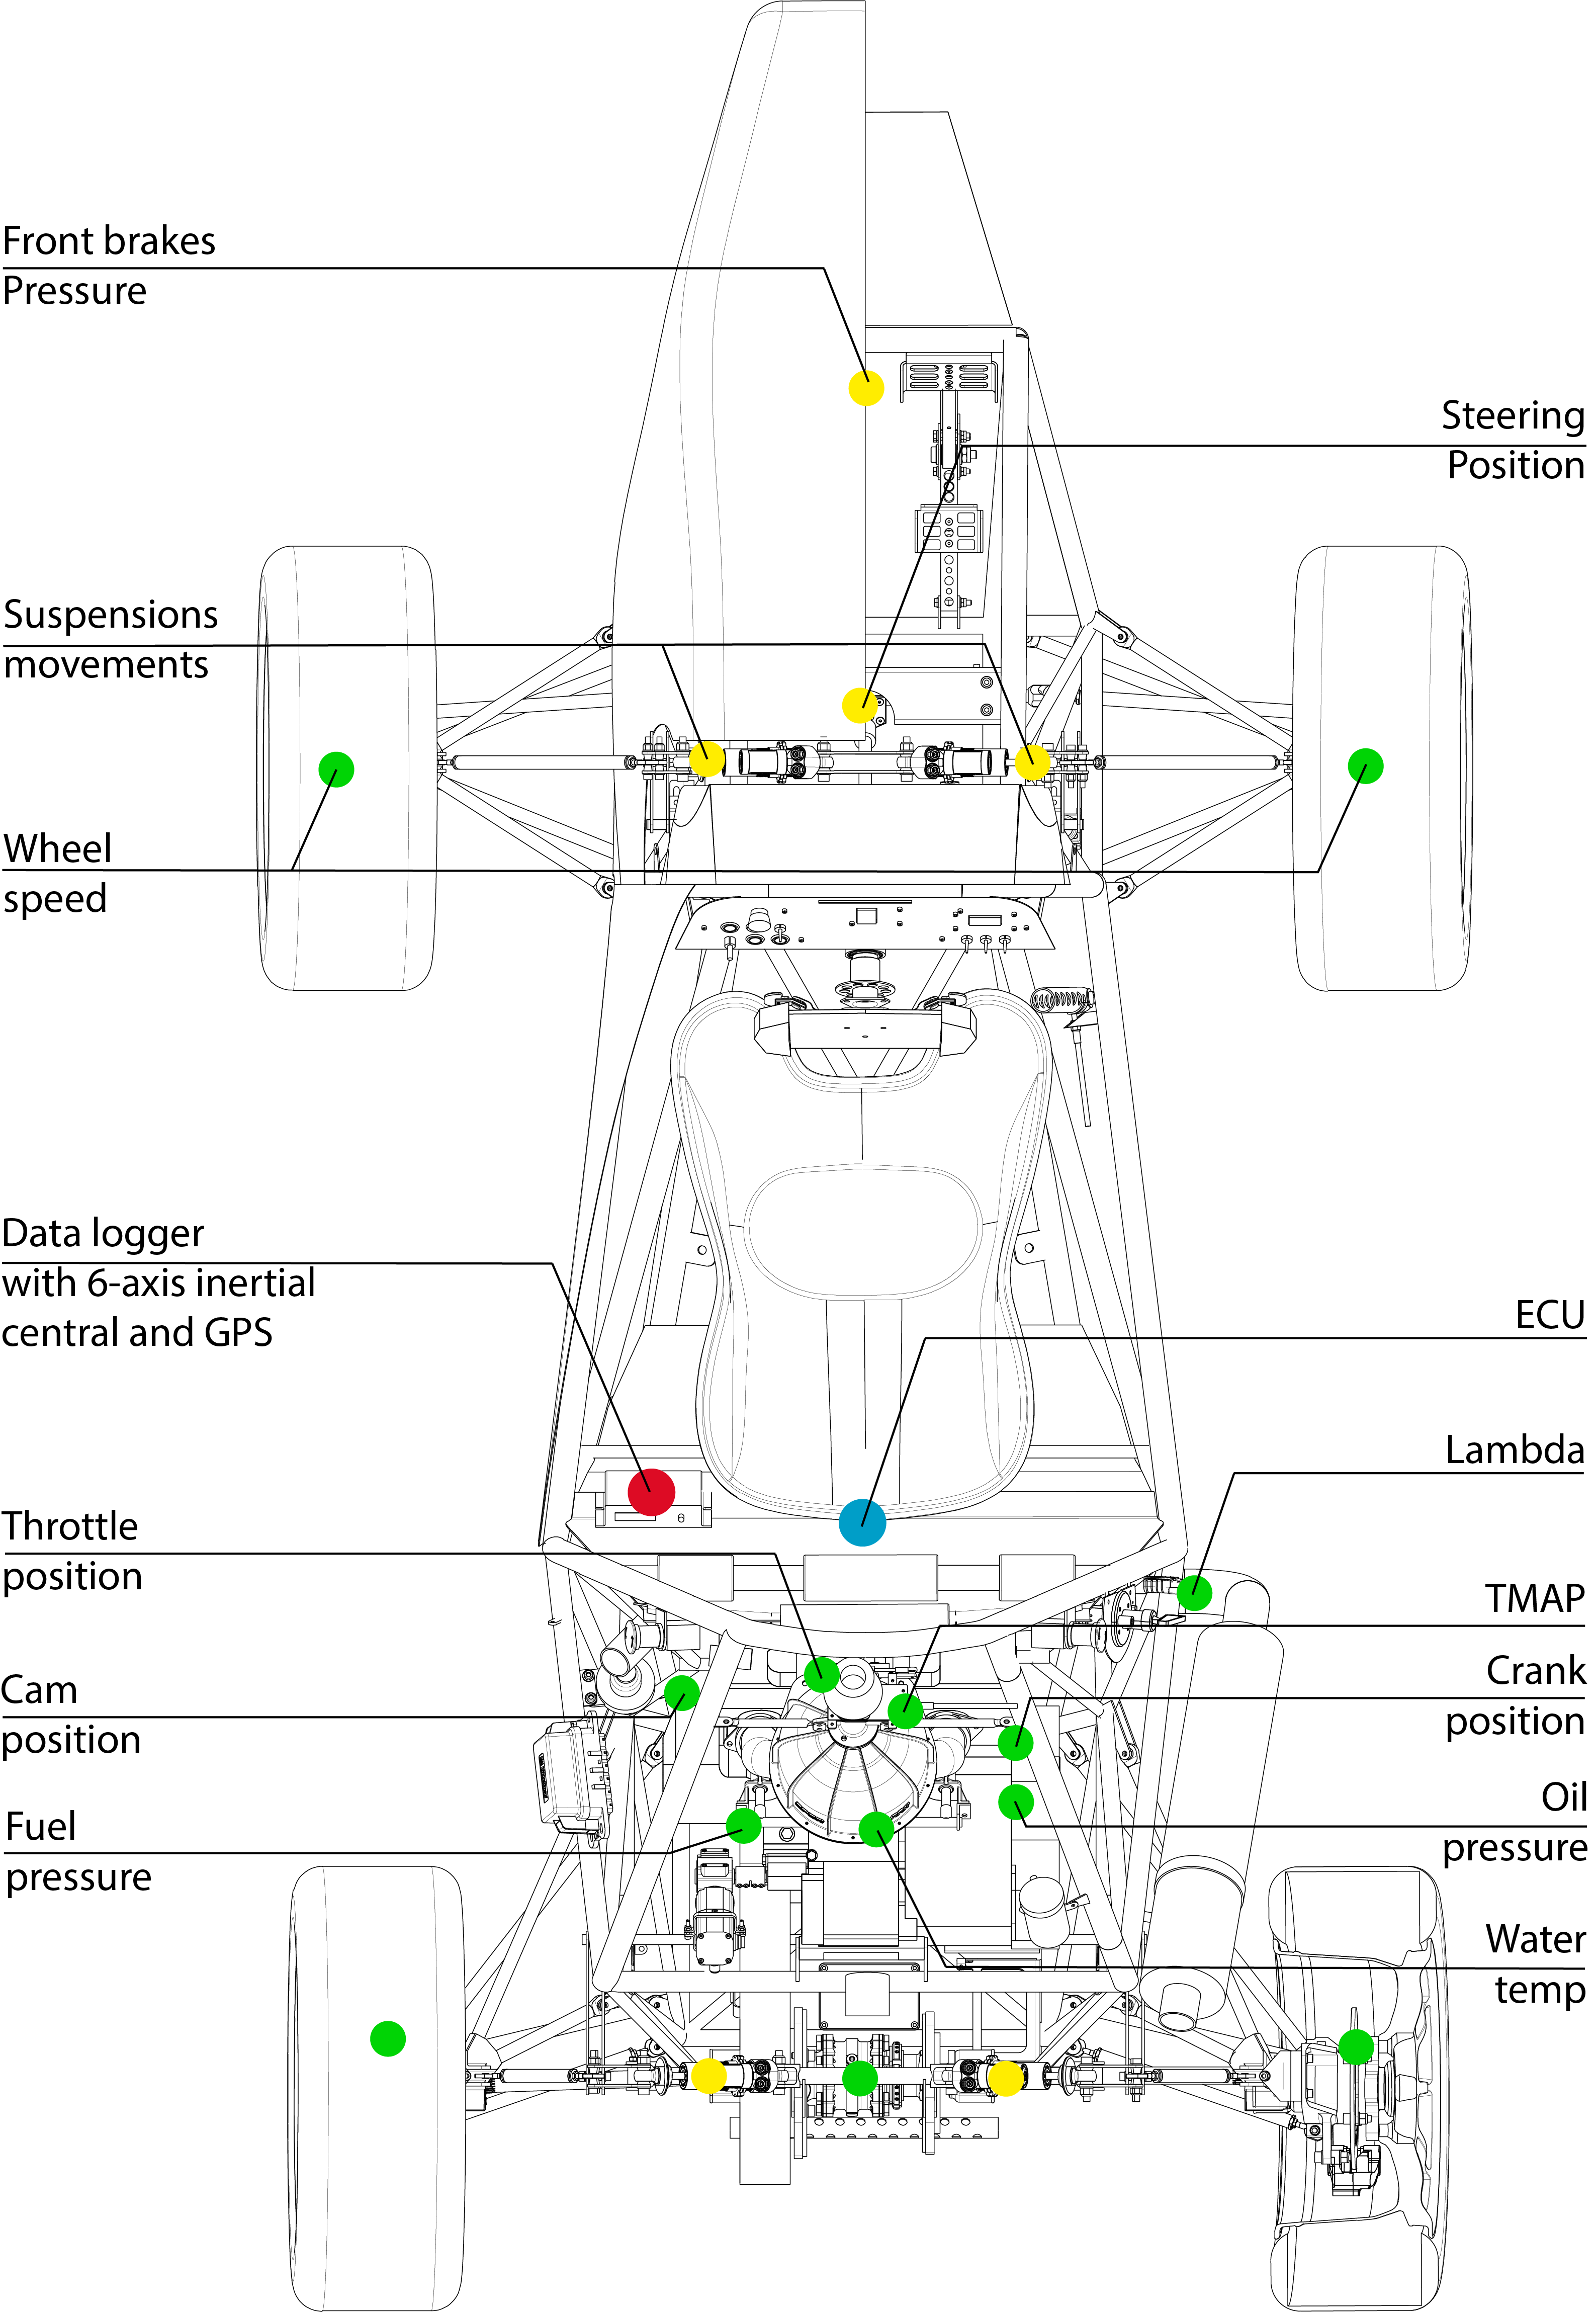 Front brakes
Pressure
Steering
Position
Suspensions
movements
Wheel
speed
Data logger
with 6-axis inertial
central and GPS
ECU
Lambda
Throttle
position
TMAP
Crank
position
Cam
position
Oil
pressure
Fuel
pressure
Water
temp